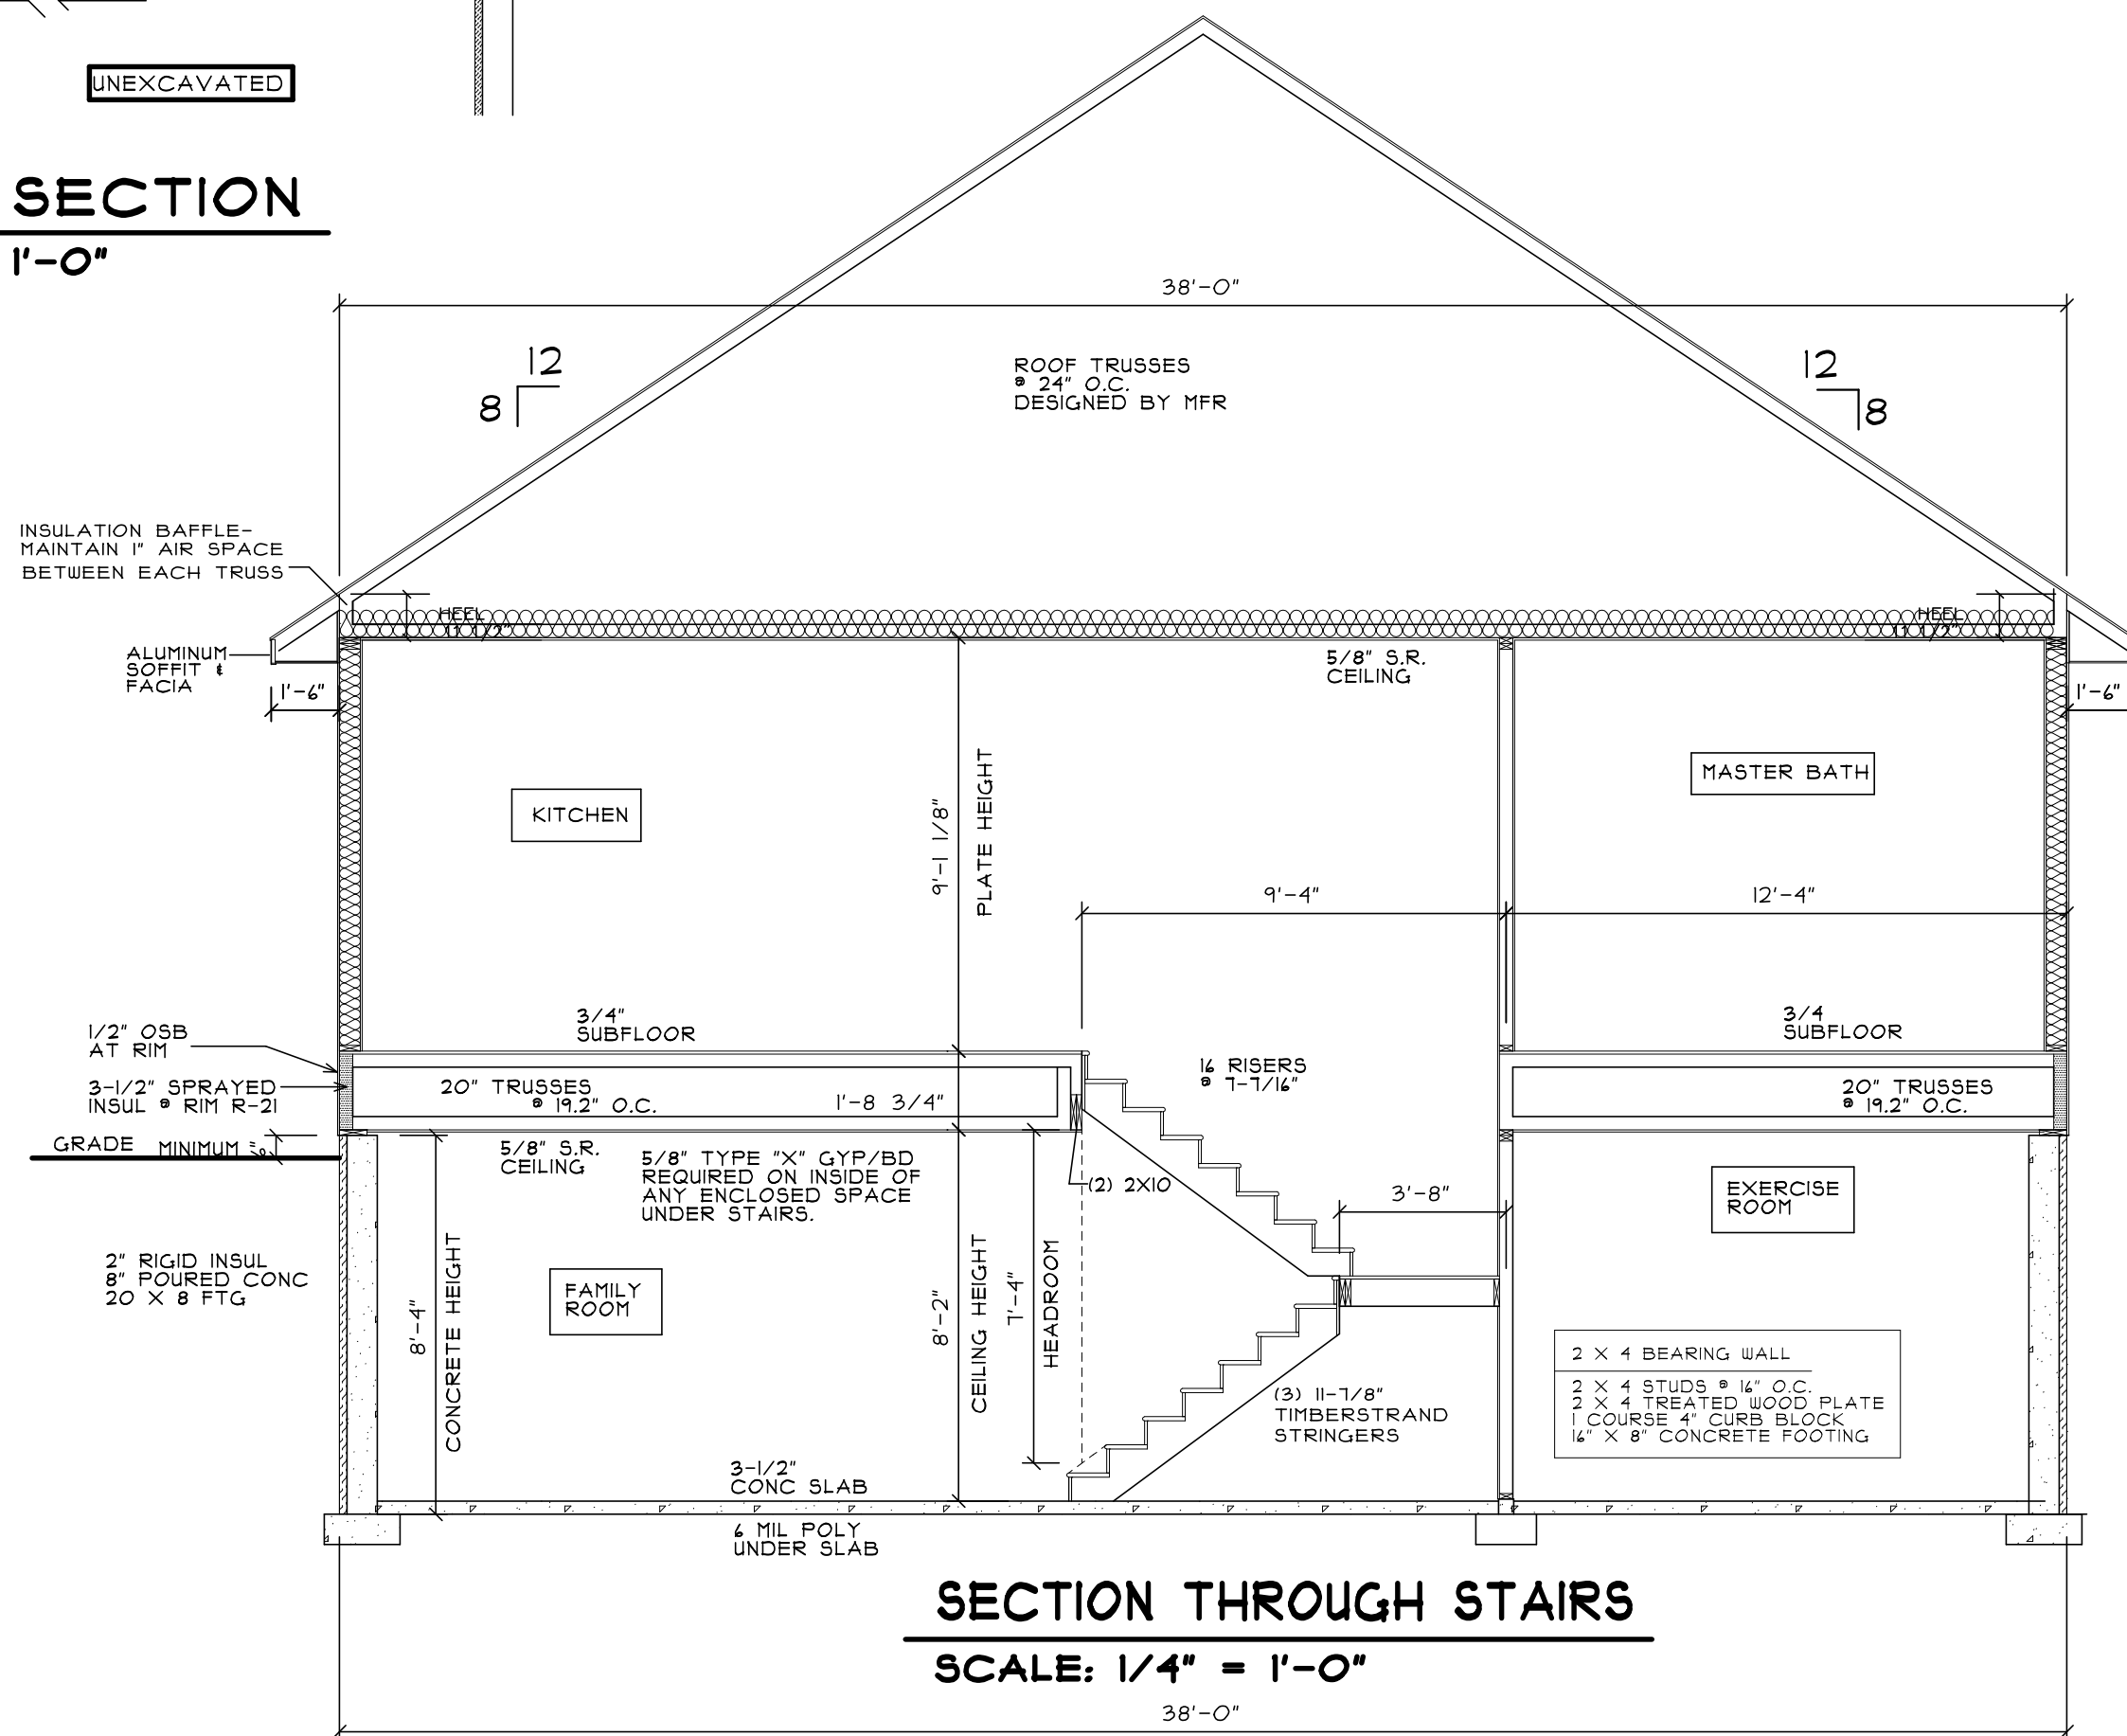 UNEXCAVATED
SECTION
1'-0"
38'-0"
12
8
12
8
ROOF TRUSSES
@ 24" O.C.
DESIGNED BY MFR
INSULATION BAFFLE-
MAINTAIN 1" AIR SPACE
BETWEEN EACH TRUSS
HEEL
11 1/2"
HEEL
11 1/2"
ALUMINUM
SOFFIT &
FACIA
1'-6"
5/8" S.R.
CEILING
1'-6"
KITCHEN
9'-1 1/8"
PLATE HEIGHT
MASTER BATH
9'-4"
12'-4"
3/4"
SUBFLOOR
3/4
SUBFLOOR
1/2" OSB
AT RIM
3-1/2" SPRAYED
INSUL @ RIM R-21
20" TRUSSES
@ 19.2" O.C.
1'-8 3/4"
16 RISERS
@ 7-7/16"
20" TRUSSES
@ 19.2" O.C.
GRADE
MINIMUM
5/8" S.R.
CEILING
5/8" TYPE "X" GYP/BD
REQUIRED ON INSIDE OF
ANY ENCLOSED SPACE
UNDER STAIRS.
(2) 2X10
3'-8"
EXERCISE
ROOM
2" RIGID INSUL
8" POURED CONC
20 X 8 FTG
8'-4"
CONCRETE HEIGHT
FAMILY
ROOM
8'-2"
CEILING HEIGHT
7'-4"
HEADROOM
(3) 11-7/8"
TIMBERSTRAND
STRINGERS
2 X 4 BEARING WALL
2 X 4 STUDS @ 16" O.C.
2 X 4 TREATED WOOD PLATE
1 COURSE 4" CURB BLOCK
16" X 8" CONCRETE FOOTING
3-1/2"
CONC SLAB
6 MIL POLY
UNDER SLAB
SECTION THROUGH STAIRS
SCALE: 1/4" = 1'-0"
38'-0"